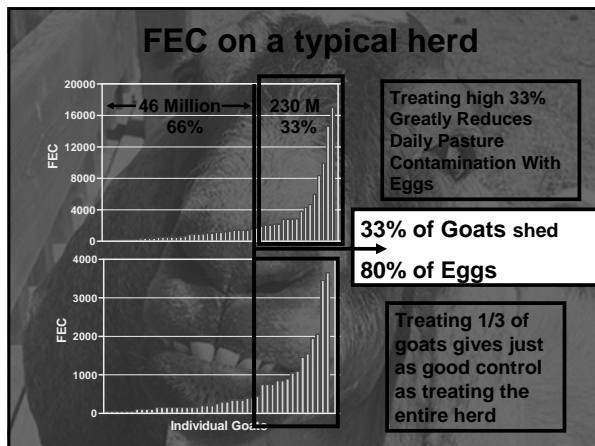 FEC on a typical herd
20000
16000
12000
8000
4000
0
FEC
46 Million
66%
230 M
33%
Treating high 33%
Greatly Reduces
Daily Pasture
Contamination With
Eggs
33% of Goats shed
80% of Eggs
4000
3000
2000
1000
0
FEC
Individual Goats
Treating 1/3 of
goats gives just
as good control
as treating the
entire herd